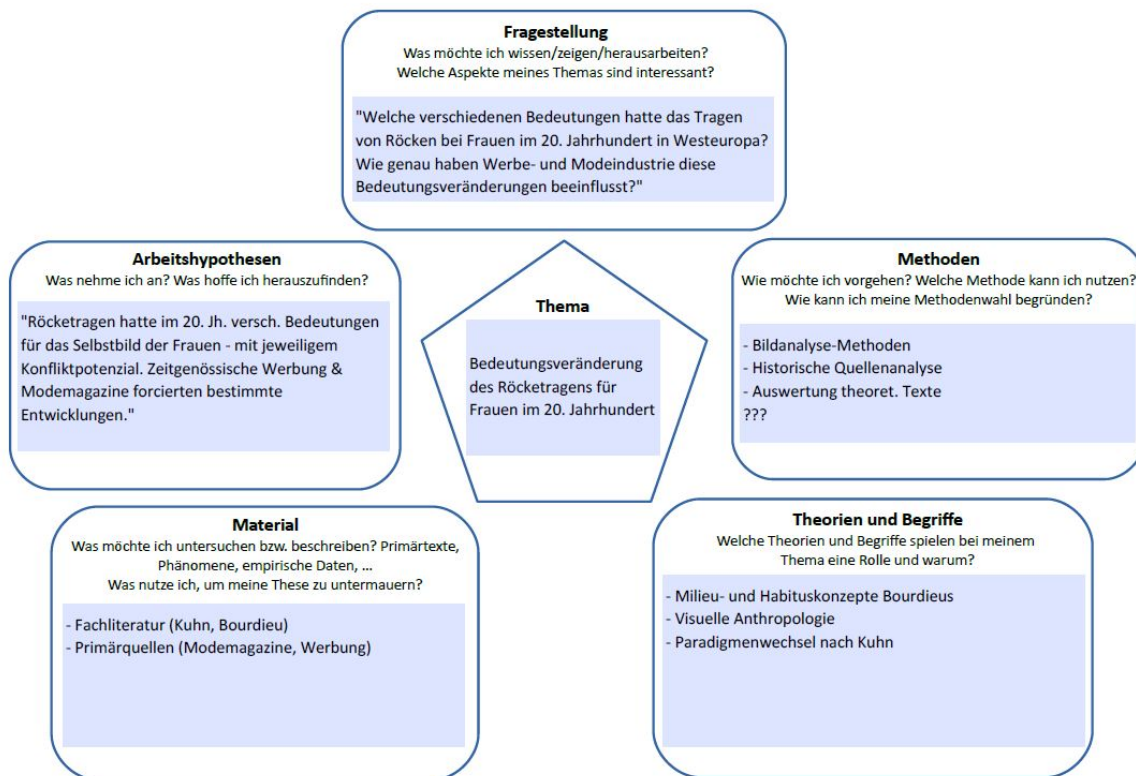 Fragestellung
Was möchte ich wissen/zeigen/herausarbeiten?
Welche Aspekte meines Themas sind interessant?
"Welche verschiedenen Bedeutungen hatte das Tragen
von Röcken bei Frauen im 20. Jahrhundert in Westeuropa?
Wie genau haben Werbe- und Modeindustrie diese
Bedeutungsveränderungen beeinflusst?"
Arbeitshypothesen
Was nehme ich an? Was hoffe ich herauszufinden?
"Röcketragen hatte im 20. Jh. versch. Bedeutungen
für das Selbstbild der Frauen - mit jeweiligem
Konfliktpotenzial. Zeitgenössische Werbung &
Modemagazine forcierten bestimmte
Entwicklungen."
Thema
Bedeutungsveränderung
des Röcketragens für
Frauen im 20. Jahrhundert
Methoden
Wie möchte ich vorgehen? Welche Methode kann ich nutzen?
Wie kann ich meine Methodenwahl begründen?
- Bildanalyse-Methoden
- Historische Quellenanalyse
- Auswertung theoret. Texte
???
Material
Was möchte ich untersuchen bzw. beschreiben? Primärtexte,
Phänomene, empirische Daten, ...
Was nutze ich, um meine These zu untermauern?
- Fachliteratur (Kuhn, Bourdieu)
- Primärquellen (Modemagazine, Werbung)
Theorien und Begriffe
Welche Theorien und Begriffe spielen bei meinem
Thema eine Rolle und warum?
- Milieu- und Habituskonzepte Bourdieus
- Visuelle Anthropologie
- Paradigmenwechsel nach Kuhn